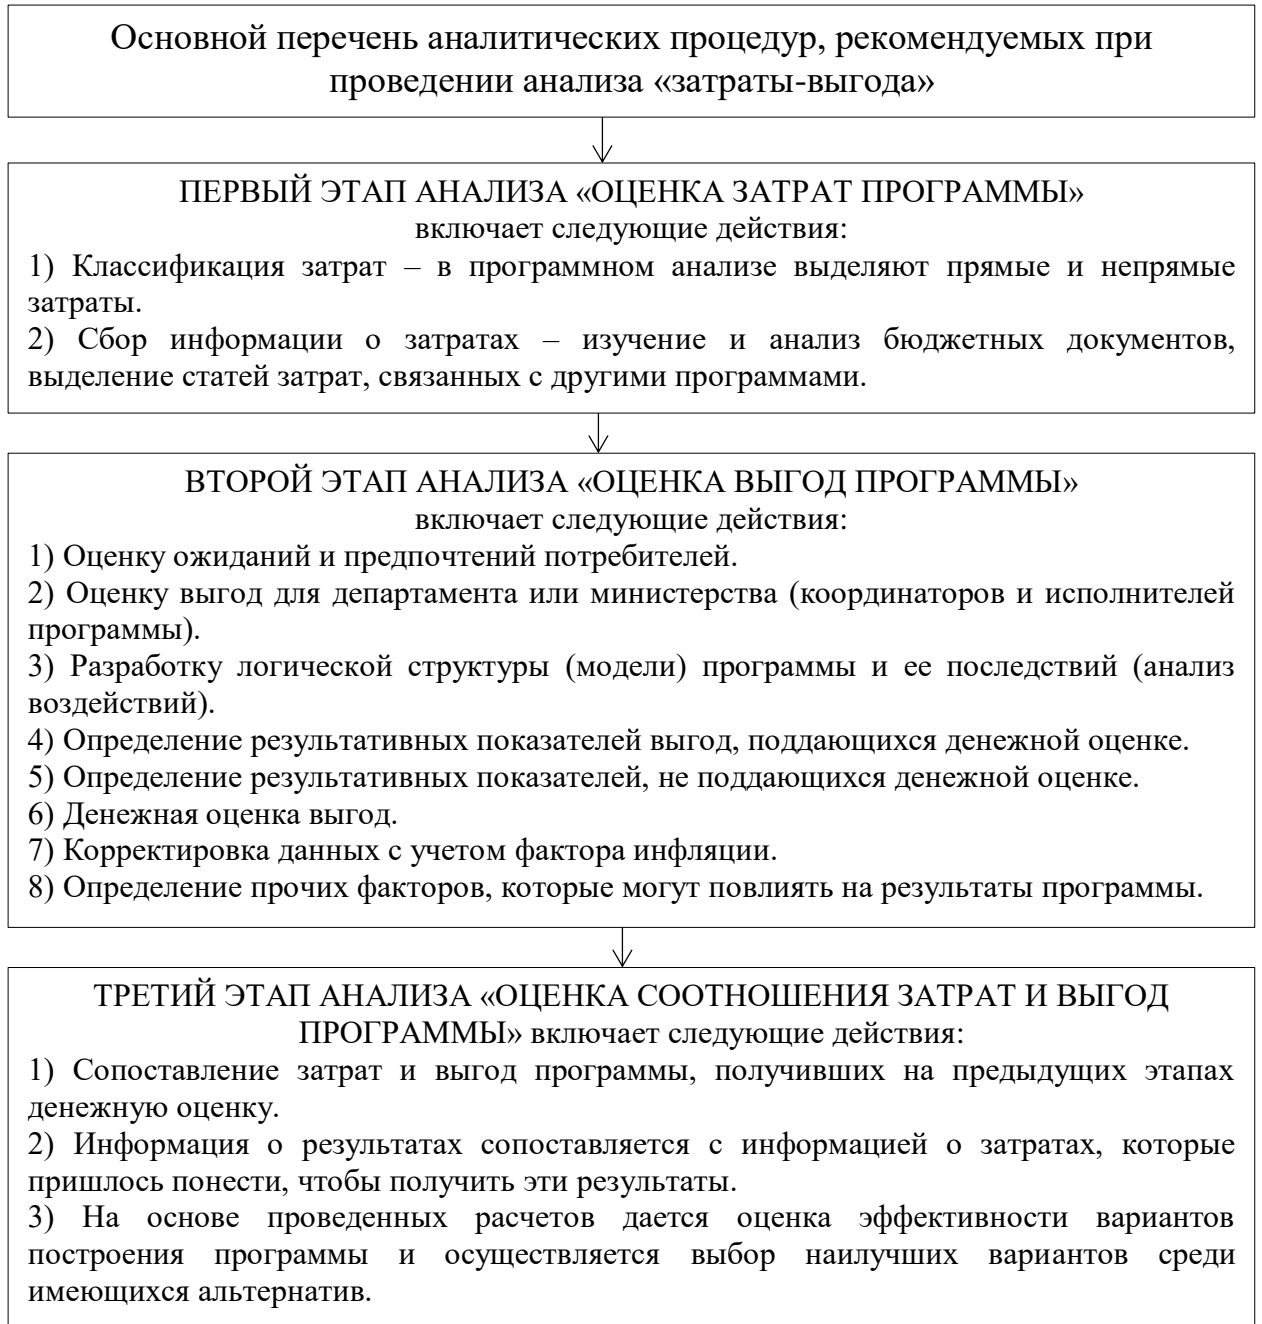 Основной перечень аналитических процедур, рекомендуемых при
проведении анализа «затраты-выгода»
ПЕРВЫЙ ЭТАП АНАЛИЗА «ОЦЕНКА ЗАТРАТ ПРОГРАММЫ»
включает следующие действия:
1) Классификация затрат – в программном анализе выделяют прямые и непрямые
затраты.
2) Сбор информации о затратах – изучение и анализ бюджетных документов,
выделение статей затрат, связанных с другими программами.
ВТОРОЙ ЭТАП АНАЛИЗА «ОЦЕНКА ВЫГОД ПРОГРАММЫ»
включает следующие действия:
1) Оценку ожиданий и предпочтений потребителей.
2) Оценку выгод для департамента или министерства (координаторов и исполнителей
программы).
3) Разработку логической структуры (модели) программы и ее последствий (анализ
воздействий).
4) Определение результативных показателей выгод, поддающихся денежной оценке.
5) Определение результативных показателей, не поддающихся денежной оценке.
6) Денежная оценка выгод.
7) Корректировка данных с учетом фактора инфляции.
8) Определение прочих факторов, которые могут повлиять на результаты программы.
ТРЕТИЙ ЭТАП АНАЛИЗА «ОЦЕНКА СООТНОШЕНИЯ ЗАТРАТ И ВЫГОД
ПРОГРАММЫ» включает следующие действия:
1) Сопоставление затрат и выгод программы, получивших на предыдущих этапах
денежную оценку.
2) Информация о результатах сопоставляется с информацией о затратах, которые
пришлось понести, чтобы получить эти результаты.
3) На основе проведенных расчетов дается оценка эффективности вариантов
построения программы и осуществляется выбор наилучших вариантов среди
имеющихся альтернатив.